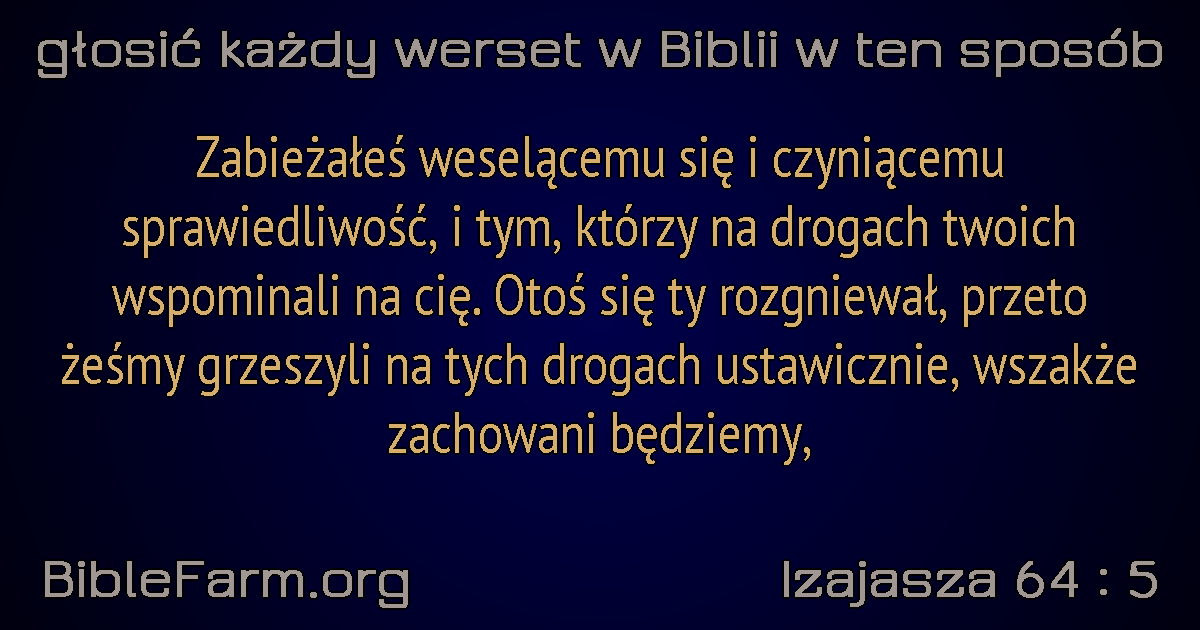 głosić każdy werset w Biblii w ten sposób
Zabieżałeś weselącemu się i czyniącemu
sprawiedliwość, i tym, którzy na drogach twoich
wspominali na cię. Otoś się ty rozgniewał, przeto
żeśmy grzeszyli na tych drogach ustawicznie, wszakże
zachowani będziemy,
BibleFarm.org
Izajasza 64 : 5